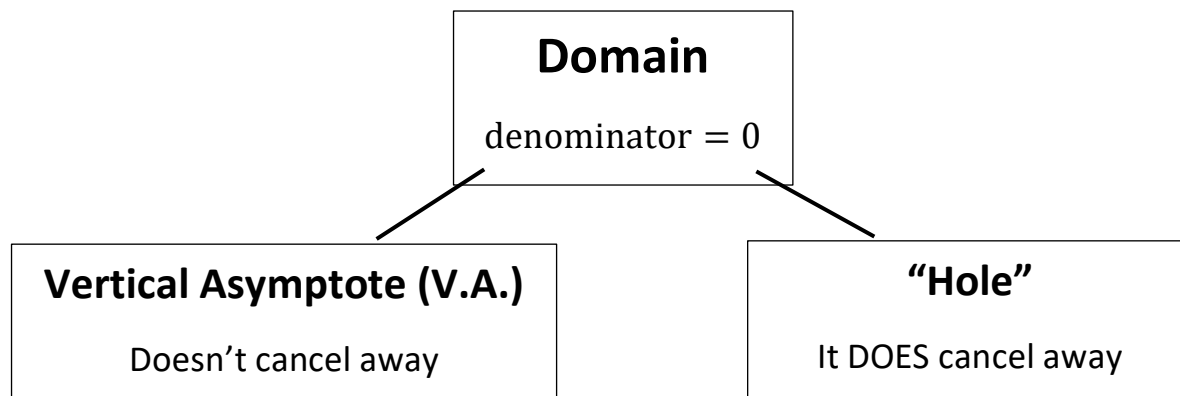 Domain
denominator = 0
Vertical Asymptote (V.A.)
Doesn’t cancel away
“Hole”
It DOES cancel away